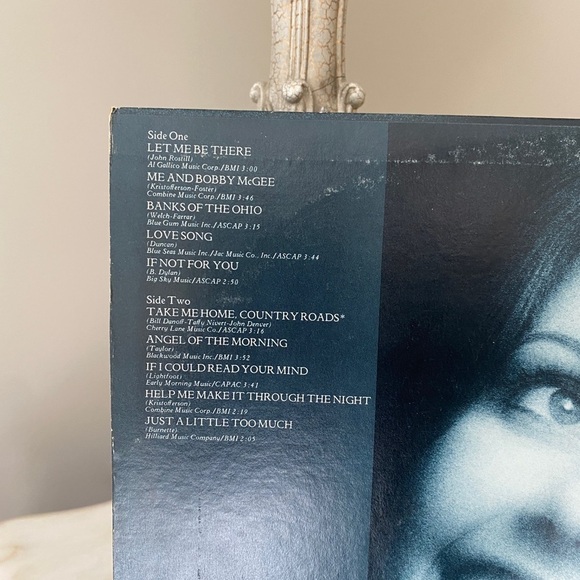 Side One
LET ME BE THERE
(John Rostill)
Al Gallico Music Corp./BMI 3:00
ME AND BOBBY McGEE
(Kristofferson-Foster)
Combine Music Corp./BMI 3:46
BANKS OF THE OHIO
(Welch-Farrar)
Blue Gum Music Inc./ASCAP 3:15
LOVE SONG
(Duncan)
Blue Seas Music Inc./Jac Music Co., Inc./ASCAP 3:44
IF NOT FOR YOU
(B. Dylan)
Big Sky Music/ASCAP 2:50
Side Two
TAKE ME HOME, COUNTRY ROADS*
(Bill Danoff-Taffy Nivert-John Denver)
Cherry Lane Music Co./ASCAP 3:16
ANGEL OF THE MORNING
(Taylor)
Blackwood Music Inc./BMI 3:52
IF I COULD READ YOUR MIND
(Lightfoot)
Early Morning Music/CAPAC 3:41
HELP ME MAKE IT THROUGH THE NIGHT
(Kristofferson)
Combine Music Corp./BMI 2:19
JUST A LITTLE TOO MUCH
(Burnette)
Hilliard Music Company/BMI 2:05